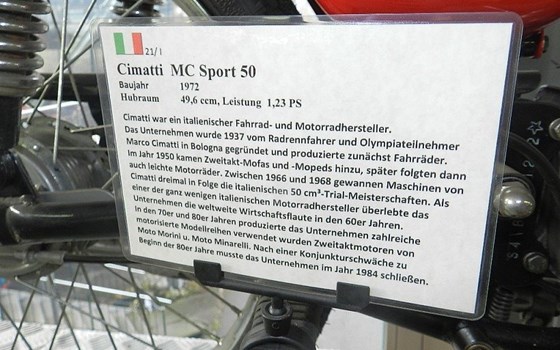 21/1
Cimatti MC Sport 50
Baujahr 1972
Hubraum 49,6 ccm, Leistung 1,23 PS
Cimatti war ein italienischer Fahrrad- und Motorradhersteller.
Das Unternehmen wurde 1937 vom Radrennfahrer und Olympiateilnehmer
Marco Cimatti in Bologna gegründet und produzierte zunächst Fahrräder.
Im Jahr 1950 kamen Zweitakt-Mofas und -Mopeds hinzu, später folgten dann
auch leichte Motorräder. Zwischen 1966 und 1968 gewannen Maschinen von
Cimatti dreimal in Folge die italienischen 50 cm³-Trial-Meisterschaften. Als
einer der ganz wenigen italienischen Motorradhersteller überlebte das
Unternehmen die weltweite Wirtschaftsflaute in den 60er Jahren.
In den 70er und 80er Jahren produzierte das Unternehmen zahlreiche
motorisierte Modellreihen verwendet wurden Zweitaktmotoren von
Moto Morini u. Moto Minarelli. Nach einer Konjunkturschwäche zu
Beginn der 80er Jahre musste das Unternehmen im Jahr 1984 schließen.